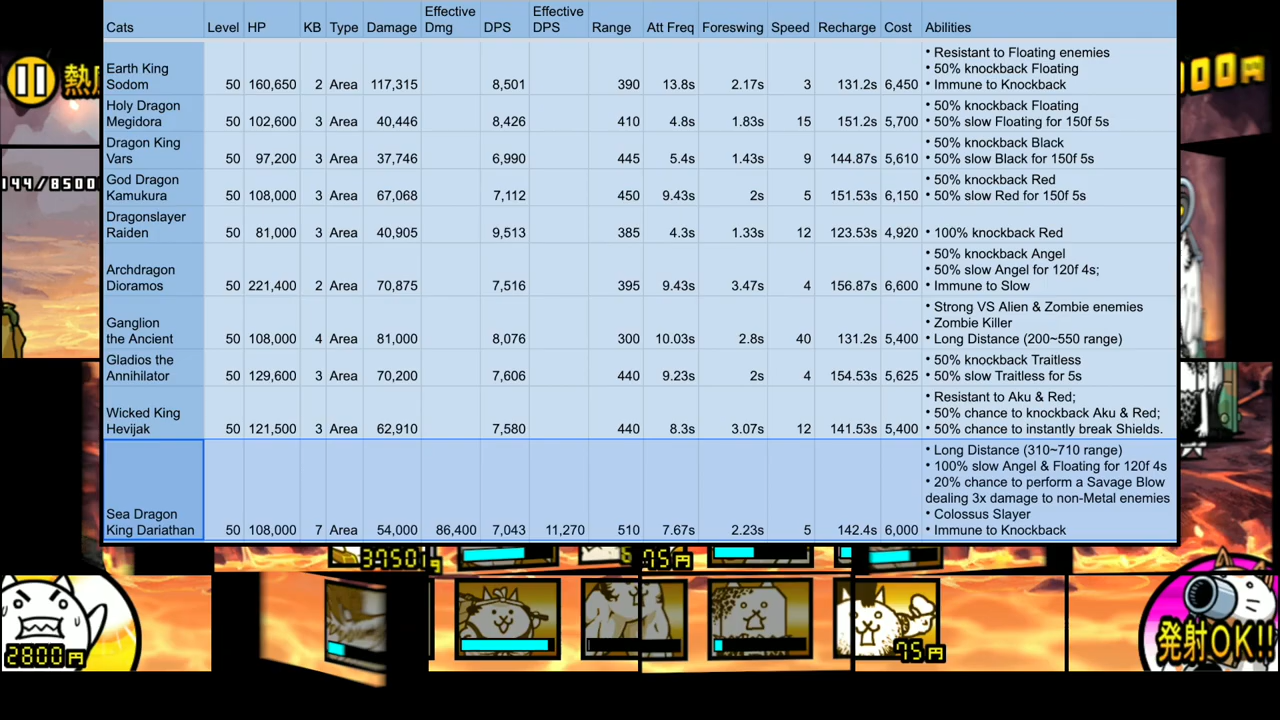 Cats Level HP KB Type Damage Effective Dmg DPS Effective DPS Range Att Freq Foreswing Speed Recharge Cost Abilities
Earth King Sodom 50 160,650 2 Area 117,315 8,501 390 13.8s 2.17s 3 131.2s 6,450
• Resistant to Floating enemies
• 50% knockback Floating
• Immune to Knockback
Holy Dragon Megidora 50 102,600 3 Area 40,446 8,426 410 4.8s 1.83s 15 151.2s 5,700
• 50% knockback Floating
• 50% slow Floating for 150f 5s
Dragon King Vars 50 97,200 3 Area 37,746 6,990 445 5.4s 1.43s 9 144.87s 5,610
• 50% knockback Black
• 50% slow Black for 150f 5s
God Dragon Kamukura 50 108,000 3 Area 67,068 7,112 450 9.43s 2s 5 151.53s 6,150
• 50% knockback Red
• 50% slow Red for 150f 5s
Dragonslayer Raiden 50 81,000 3 Area 40,905 9,513 385 4.3s 1.33s 12 123.53s 4,920
• 100% knockback Red
Archdragon Dioramos 50 221,400 2 Area 70,875 7,516 395 9.43s 3.47s 4 156.87s 6,600
• 50% knockback Angel
• 50% slow Angel for 120f 4s;
• Immune to Slow
Ganglion the Ancient 50 108,000 4 Area 81,000 8,076 300 10.03s 2.8s 40 131.2s 5,400
• Strong VS Alien & Zombie enemies
• Zombie Killer
• Long Distance (200~550 range)
Gladios the Annihilator 50 129,600 3 Area 70,200 7,606 440 9.23s 2s 4 154.53s 5,625
• 50% knockback Traitless
• 50% slow Traitless for 5s
Wicked King Hevijak 50 121,500 3 Area 62,910 7,580 440 8.3s 3.07s 12 141.53s 5,400
• Resistant to Aku & Red;
• 50% chance to knockback Aku & Red;
• 50% chance to instantly break Shields.
Sea Dragon King Dariathan 50 108,000 7 Area 54,000 86,400 7,043 11,270 510 7.67s 2.23s 5 142.4s 6,000
• Long Distance (310~710 range)
• 100% slow Angel & Floating for 120f 4s
• 20% chance to perform a Savage Blow
dealing 3x damage to non-Metal enemies
• Colossus Slayer
• Immune to Knockback
2800円
75円
75円
発射OK!!